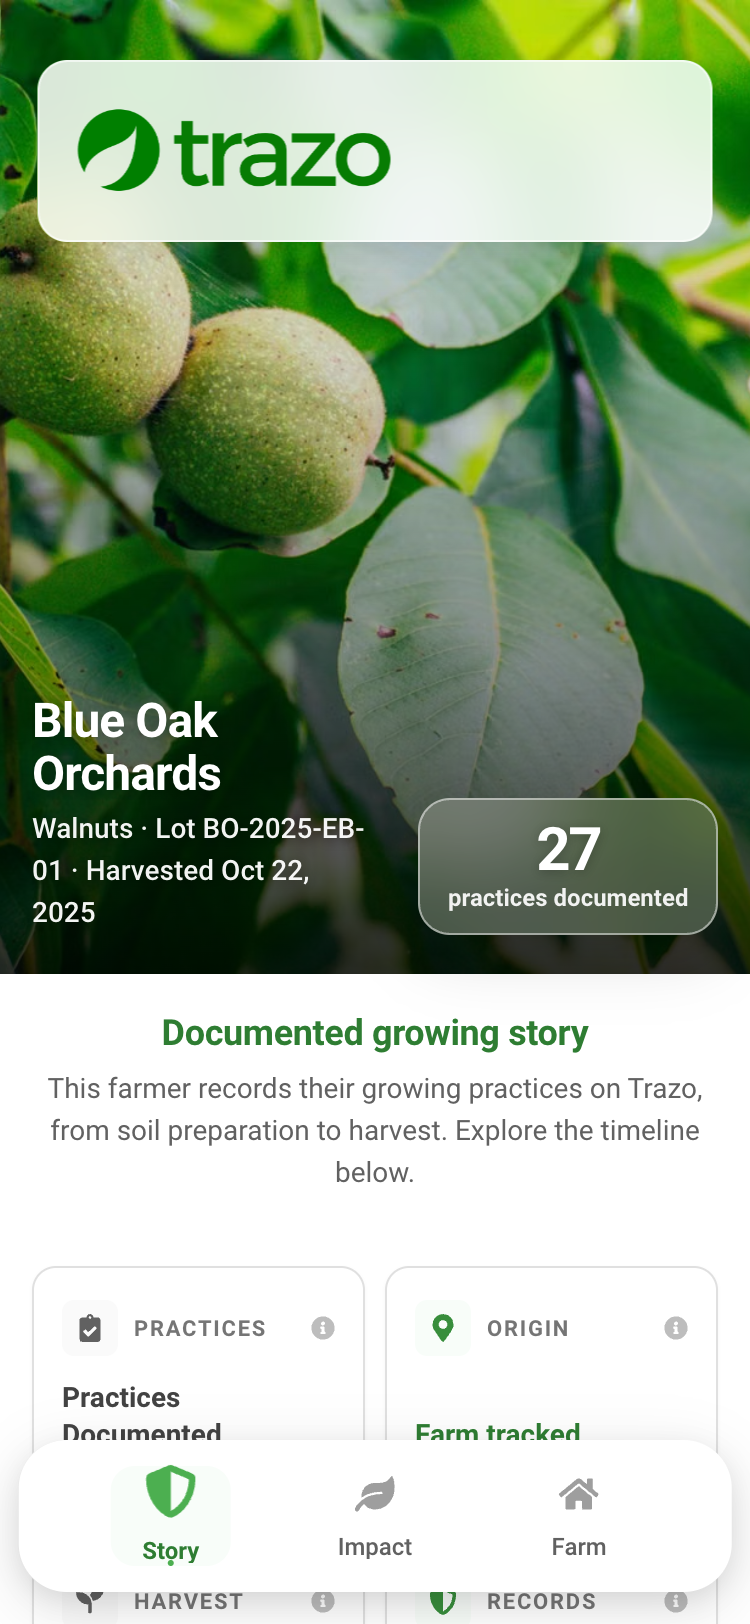 trazo
Blue Oak
Orchards
Walnuts · Lot BO-2025-EB-
01 · Harvested Oct 22,
2025
27
practices documented
Documented growing story
This farmer records their growing practices on Trazo,
from soil preparation to harvest. Explore the timeline
below.
PRACTICES
Practices
Documented
ORIGIN
Farm tracked
Story
Impact
Farm
HARVEST
RECORDS